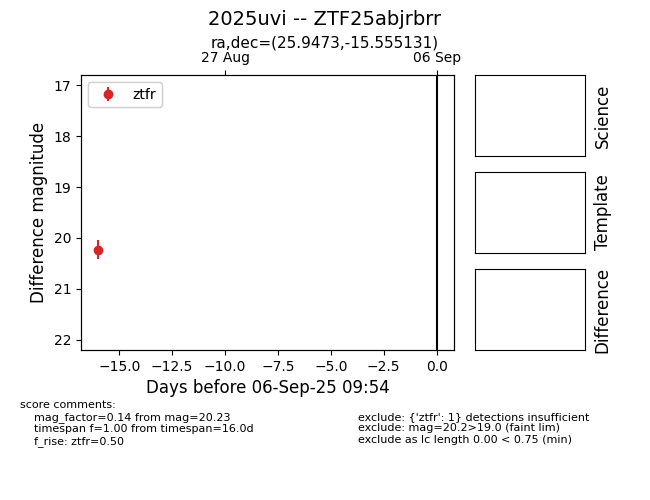 2025uvi -- ZTF25abjrbrr
ra,dec=(25.9473,-15.555131)
27 Aug
06 Sep
ztfr
17
18
19
20
21
22
Difference magnitude
−15.0
−12.5
−10.0
−7.5
−5.0
−2.5
0.0
Days before 06-Sep-25 09:54
Science
Template
Difference
score comments:
mag_factor=0.14 from mag=20.23
timespan f=1.00 from timespan=16.0d
f_rise: ztfr=0.50
exclude: {'ztfr': 1} detections insufficient
exclude: mag=20.2>19.0 (faint lim)
exclude as lc length 0.00 < 0.75 (min)